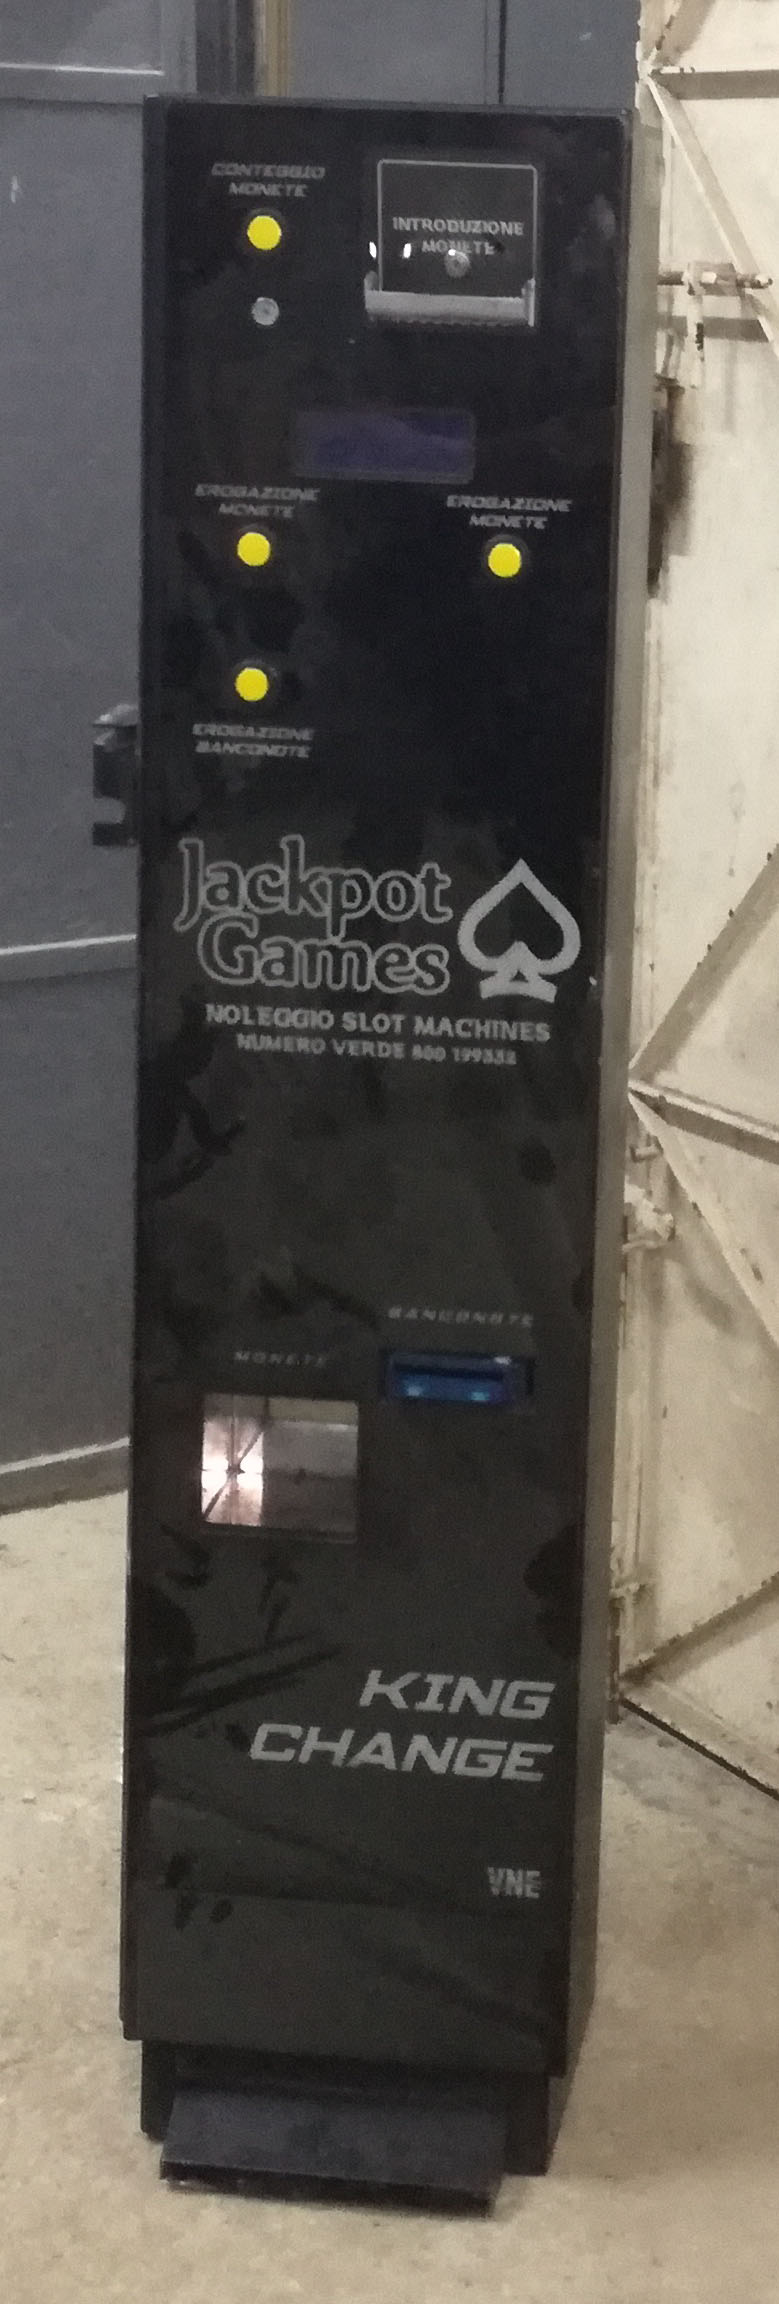 CONTEGGIO
MONETE
INTRODUZIONE
MONETE
EROGAZIONE
MONETE
EROGAZIONE
MONETE
EROGAZIONE
BANCONOTE
Jackpot
Games
NOLEGGIO SLOT MACHINES
NUMERO VERDE 800
BANCONOTE
MONETE
KING
CHANGE
VNE